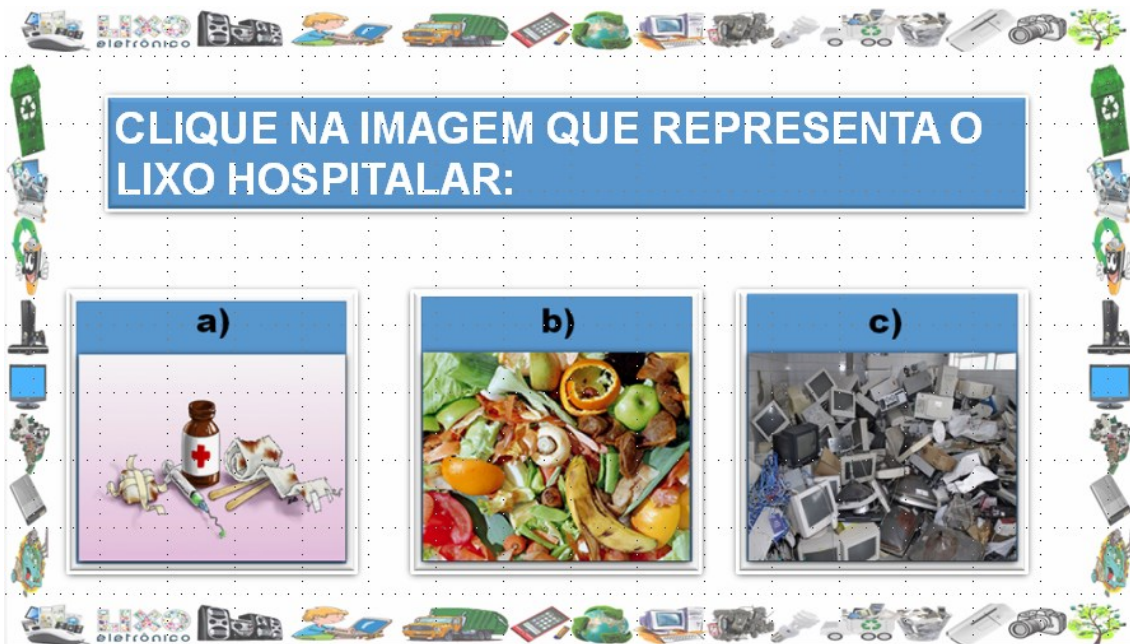 LIXO
eletrônico
CLIQUE NA IMAGEM QUE REPRESENTA O
LIXO HOSPITALAR:
a)
b)
c)
LIXO
eletrônico